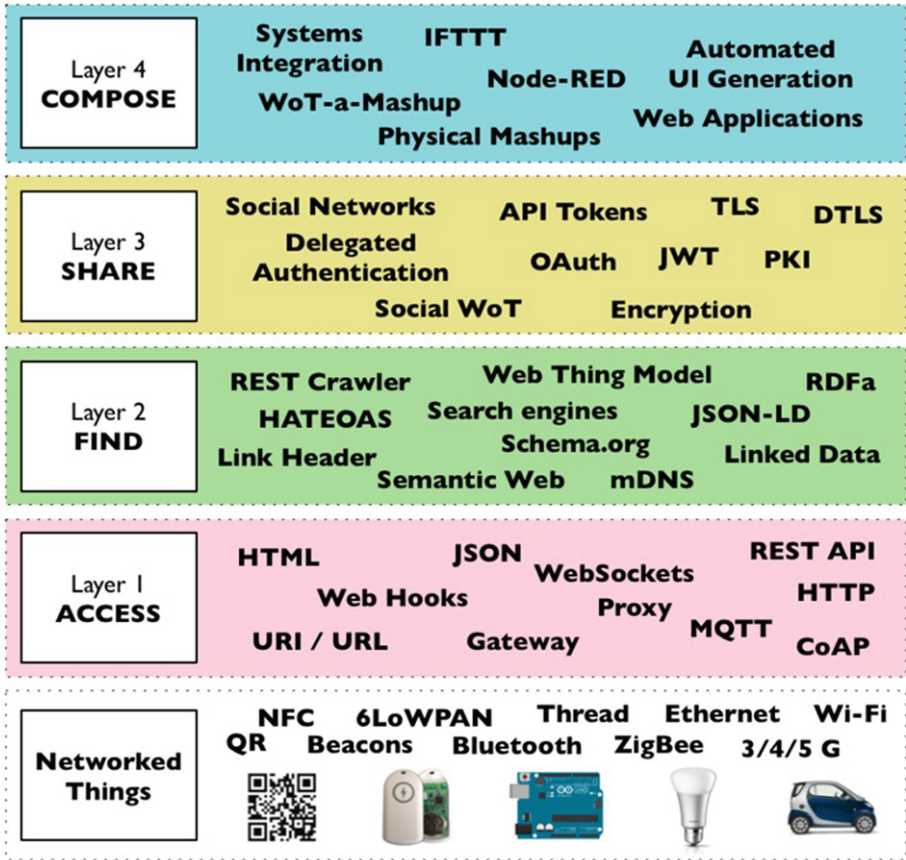 Layer 4
COMPOSE
Systems
Integration
IFTTT
Node-RED
Automated
UI Generation
WoT-a-Mashup
Physical Mashups
Web Applications
Layer 3
SHARE
Social Networks
API Tokens
TLS
DTLS
Delegated
Authentication
OAuth
JWT
PKI
Social WoT
Encryption
Layer 2
FIND
REST Crawler
Web Thing Model
RDFa
HATEOAS
Search engines
JSON-LD
Link Header
Schema.org
Linked Data
Semantic Web
mDNS
Layer 1
ACCESS
HTML
JSON
REST API
WebSockets
Web Hooks
Proxy
HTTP
URI / URL
Gateway
MQTT
CoAP
Networked
Things
NFC
6LoWPAN
Thread
Ethernet
Wi-Fi
QR
Beacons
Bluetooth
ZigBee
3/4/5 G